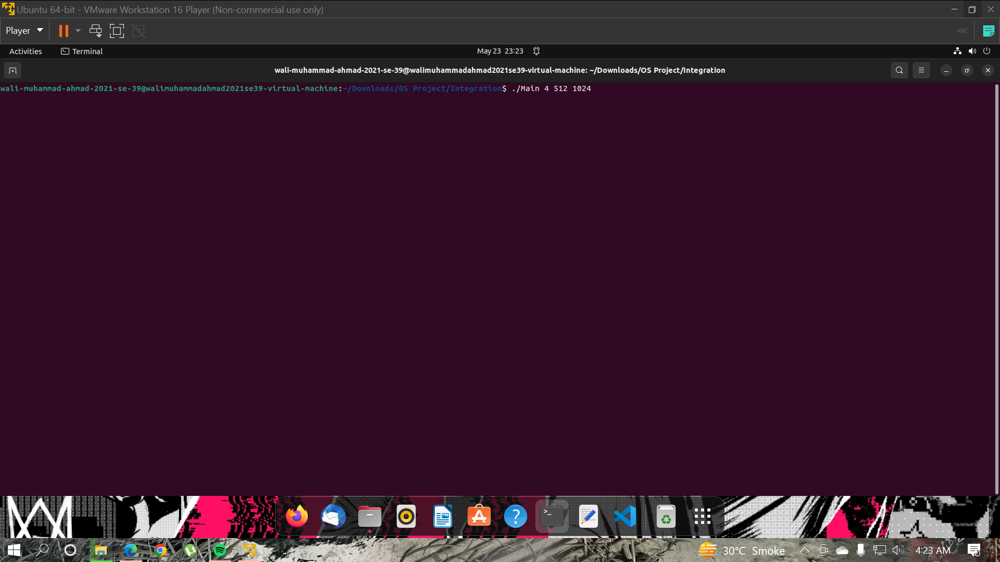 Ubuntu 64-bit - VMware Workstation 16 Player (Non-commercial use only)
Player
Activities
Terminal
May 23 23:23
wali-muhammad-ahmad-2021-se-39@walimuhammadahmad2021se39-virtual-machine: ~/Downloads/OS Project/Integration
wali-muhammad-ahmad-2021-se-39@walimuhammadahmad2021se39-virtual-machine:~/Downloads/OS Project/Integration$ ./Main 4 512 1024
30°C Smoke
4:23 AM